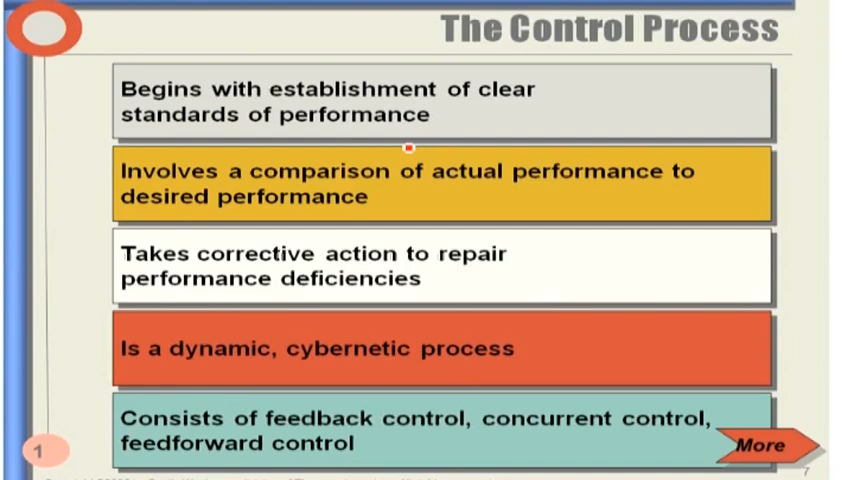 The Control Process
Begins with establishment of clear
standards of performance
Involves a comparison of actual performance to
desired performance
Takes corrective action to repair
performance deficiencies
Is a dynamic, cybernetic process
Consists of feedback control, concurrent control,
feedforward control
More
1
7